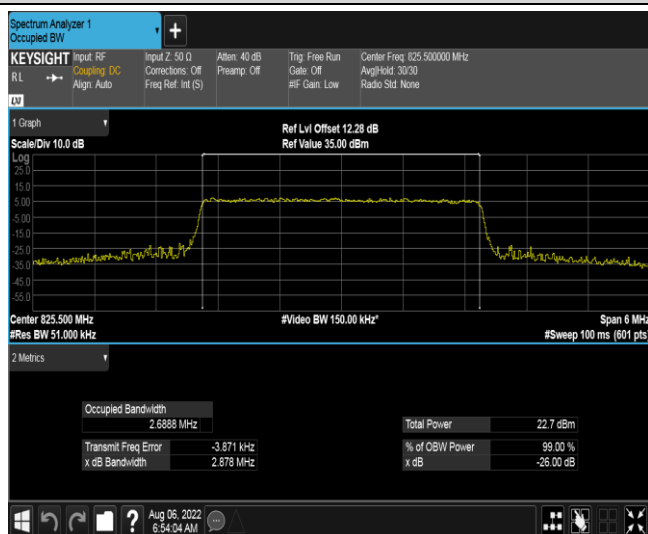 Spectrum Analyzer 1
Occupied BW
+
KEYSIGHT
RL
LXI
Input: RF
Coupling: DC
Align: Auto
Input Z: 50 Ω
Corrections: Off
Freq Ref: Int (S)
Atten: 40 dB
Preamp: Off
Trig: Free Run
Gate: Off
#IF Gain: Low
Center Freq: 825.500000 MHz
Avg|Hold: 30/30
Radio Std: None
1 Graph
Scale/Div 10.0 dB
Ref Lvl Offset 12.28 dB
Ref Value 35.00 dBm
Log
25.0
15.0
5.00
-5.00
-15.0
-25.0
-35.0
-45.0
-55.0
Center 825.500 MHz
#Res BW 51.000 kHz
#Video BW 150.00 kHz*
Span 6 MHz
#Sweep 100 ms (601 pts)
2 Metrics
Occupied Bandwidth
2.6888 MHz
Total Power 22.7 dBm
Transmit Freq Error -3.871 kHz
% of OBW Power 99.00 %
x dB Bandwidth 2.878 MHz
x dB -26.00 dB
?
Aug 06, 2022
6:54:04 AM